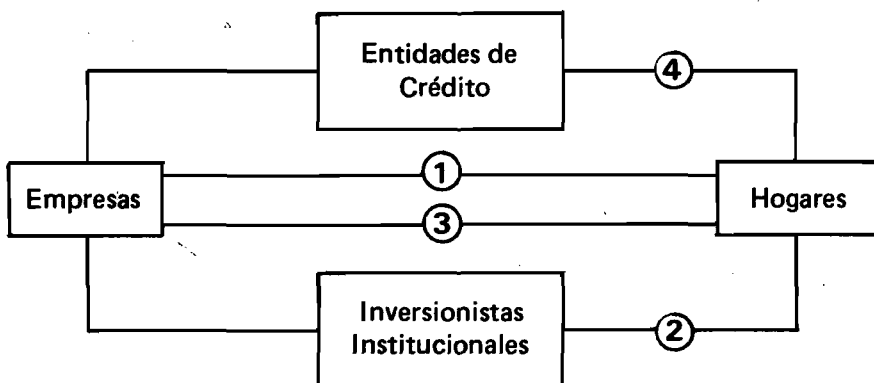 Entidades de
Crédito
4
1
Empresas
Hogares
3
Inversionistas
Institucionales
2